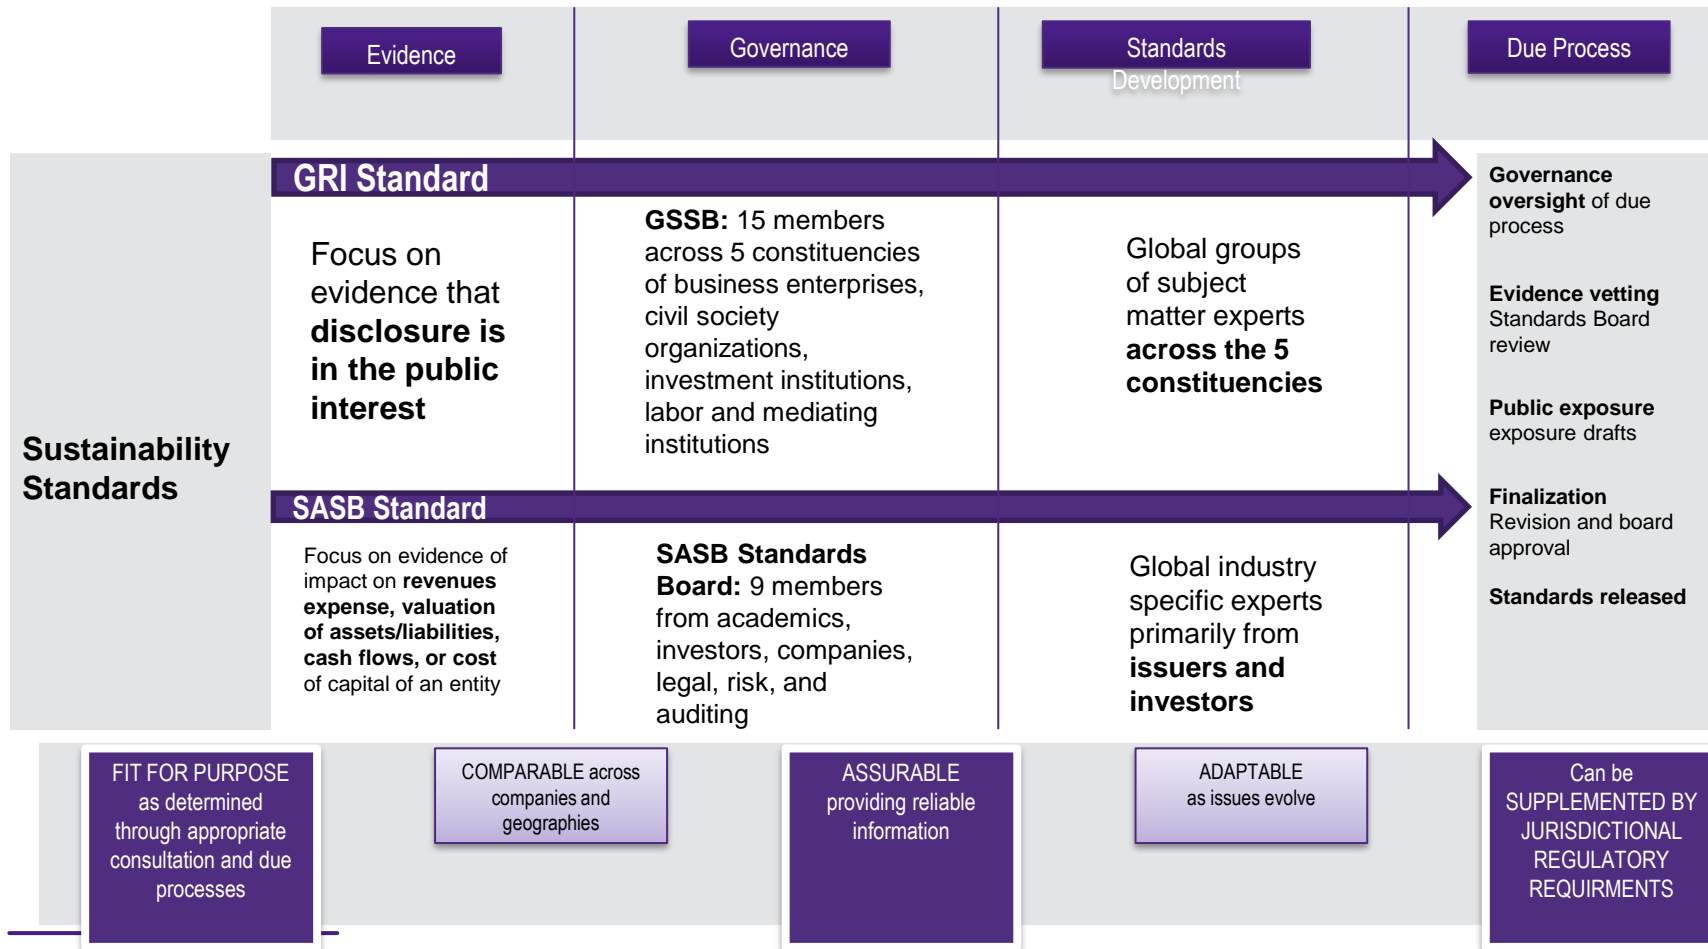 Evidence
Governance
Standards
Development
Due Process
Sustainability
Standards
GRI Standard
Focus on
evidence that
disclosure is
in the public
interest
GSSB: 15 members
across 5 constituencies
of business enterprises,
civil society
organizations,
investment institutions,
labor and mediating
institutions
Global groups
of subject
matter experts
across the 5
constituencies
SASB Standard
Focus on evidence of
impact on revenues
expense, valuation
of assets/liabilities,
cash flows, or cost
of capital of an entity
SASB Standards
Board: 9 members
from academics,
investors, companies,
legal, risk, and
auditing
Global industry
specific experts
primarily from
issuers and
investors
Governance
oversight of due
process
Evidence vetting
Standards Board
review
Public exposure
exposure drafts
Finalization
Revision and board
approval
Standards released
FIT FOR PURPOSE
as determined
through appropriate
consultation and due
processes
COMPARABLE across
companies and
geographies
ASSURABLE
providing reliable
information
ADAPTABLE
as issues evolve
Can be
SUPPLEMENTED BY
JURISDICTIONAL
REGULATORY
REQUIRMENTS